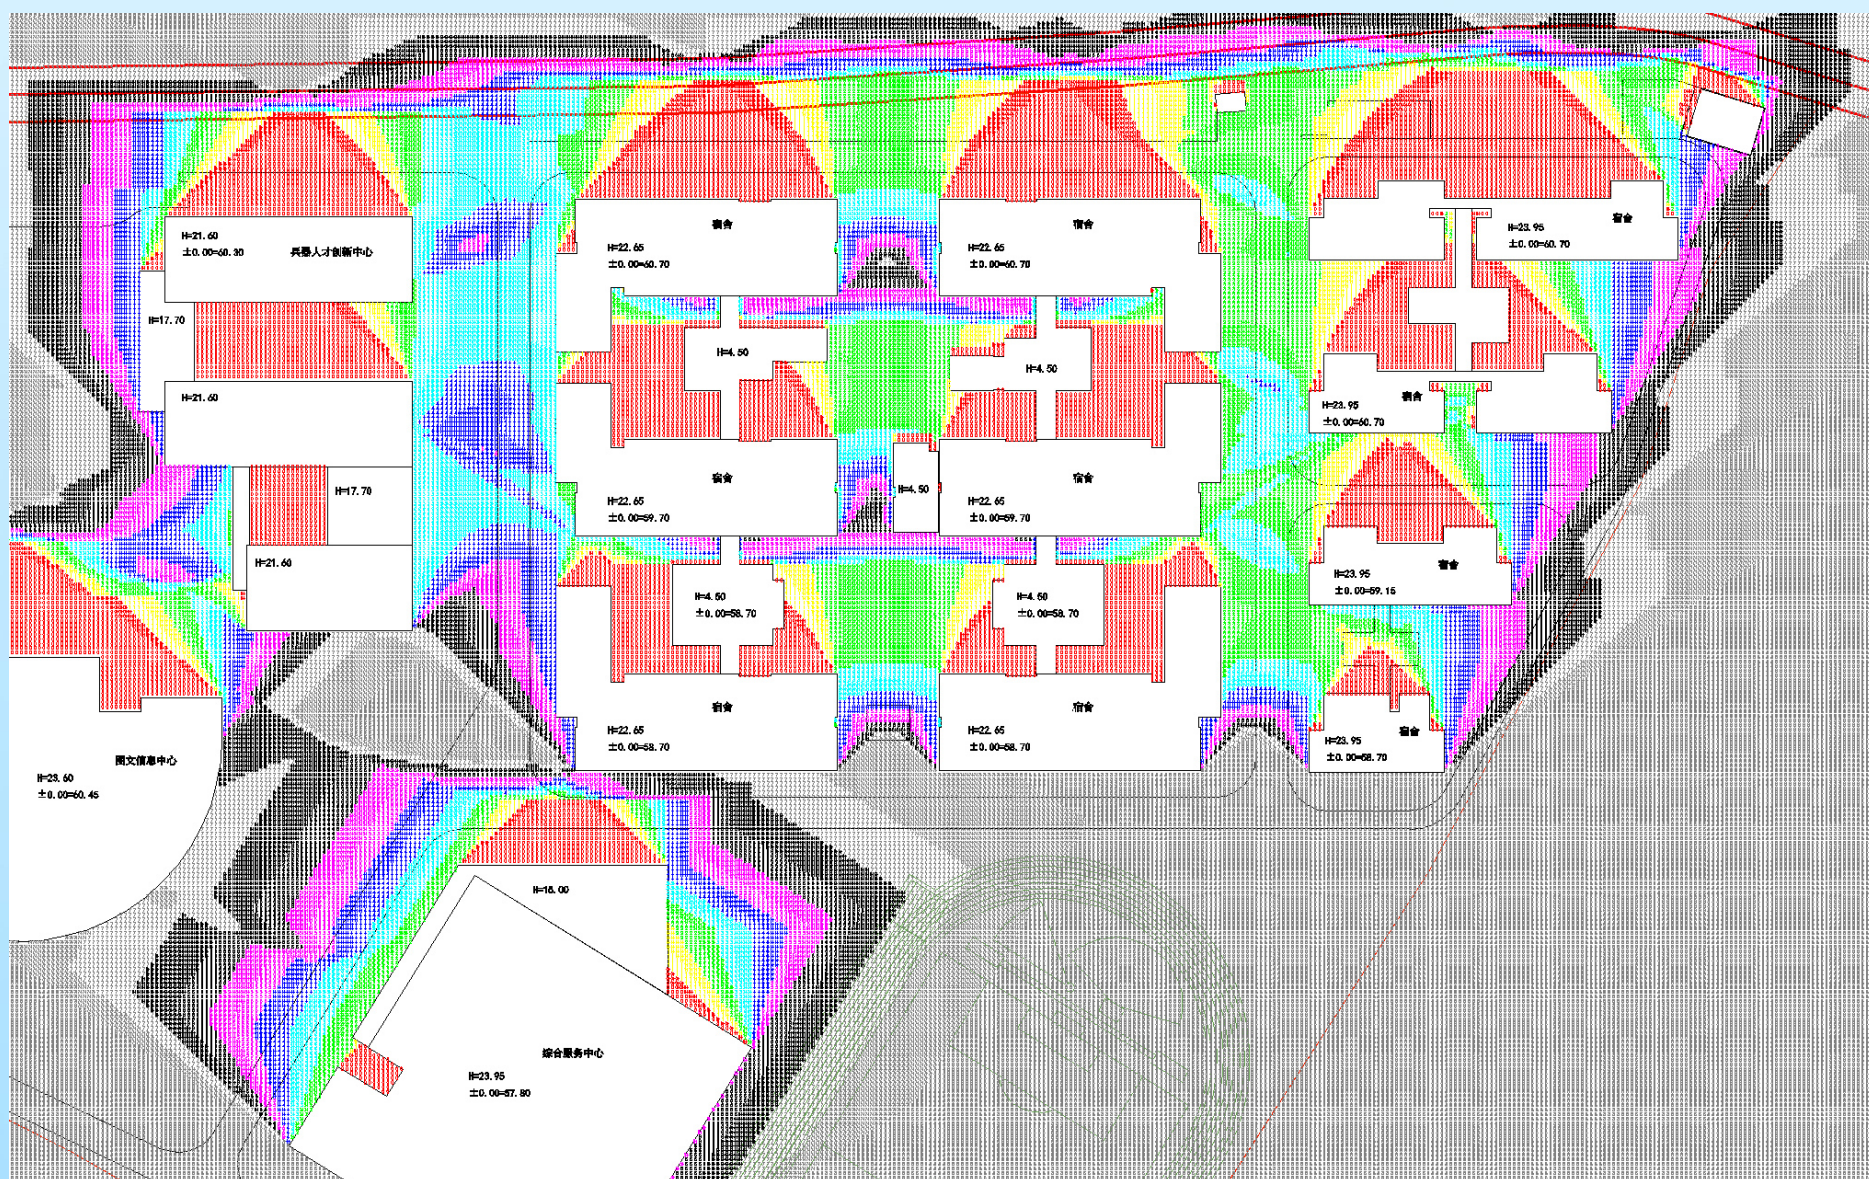 宿舍
宿舍
宿舍
H=21.60
±0.00=60.30
兵器人才创新中心
H=22.65
±0.00=60.70
H=22.65
±0.00=60.70
H=23.95
±0.00=60.70
H=17.70
H=4.50
H=4.50
H=21.60
宿舍
H=23.95
±0.00=60.70
宿舍
宿舍
H=17.70
H=4.50
H=22.65
±0.00=59.70
H=22.65
±0.00=59.70
H=21.60
宿舍
H=23.95
±0.00=59.15
H=4.50
±0.00=58.70
H=4.50
±0.00=58.70
宿舍
宿舍
宿舍
H=22.65
±0.00=58.70
H=22.65
±0.00=58.70
H=23.95
±0.00=58.70
图文信息中心
H=23.60
±0.00=60.45
H=18.00
综合服务中心
H=23.95
±0.00=57.80